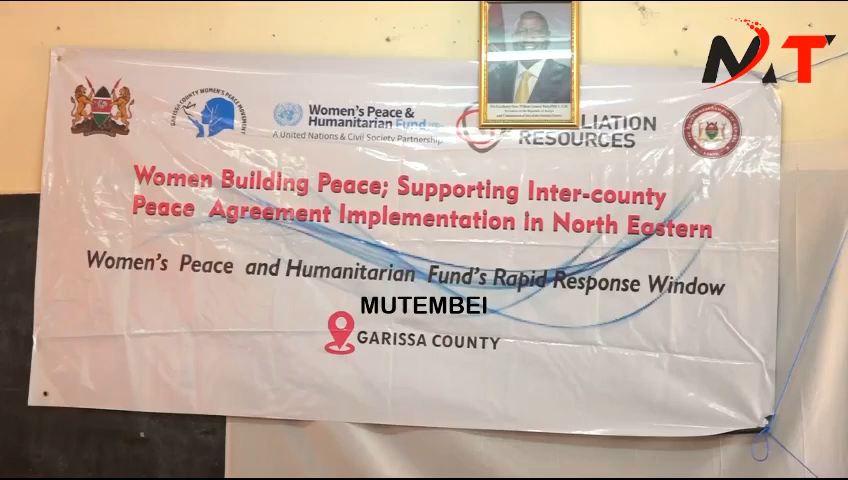 MT
GARISSA COUNTY WOMEN'S PEACE MOVEMENT
Women's Peace &
Humanitarian Fund
A United Nations & Civil Society Partnership
LIATION
RESOURCES
Women Building Peace; Supporting Inter-county
Peace Agreement Implementation in North Eastern
Women's Peace and Humanitarian Fund's Rapid Response Window
MUTEMBEI
GARISSA COUNTY